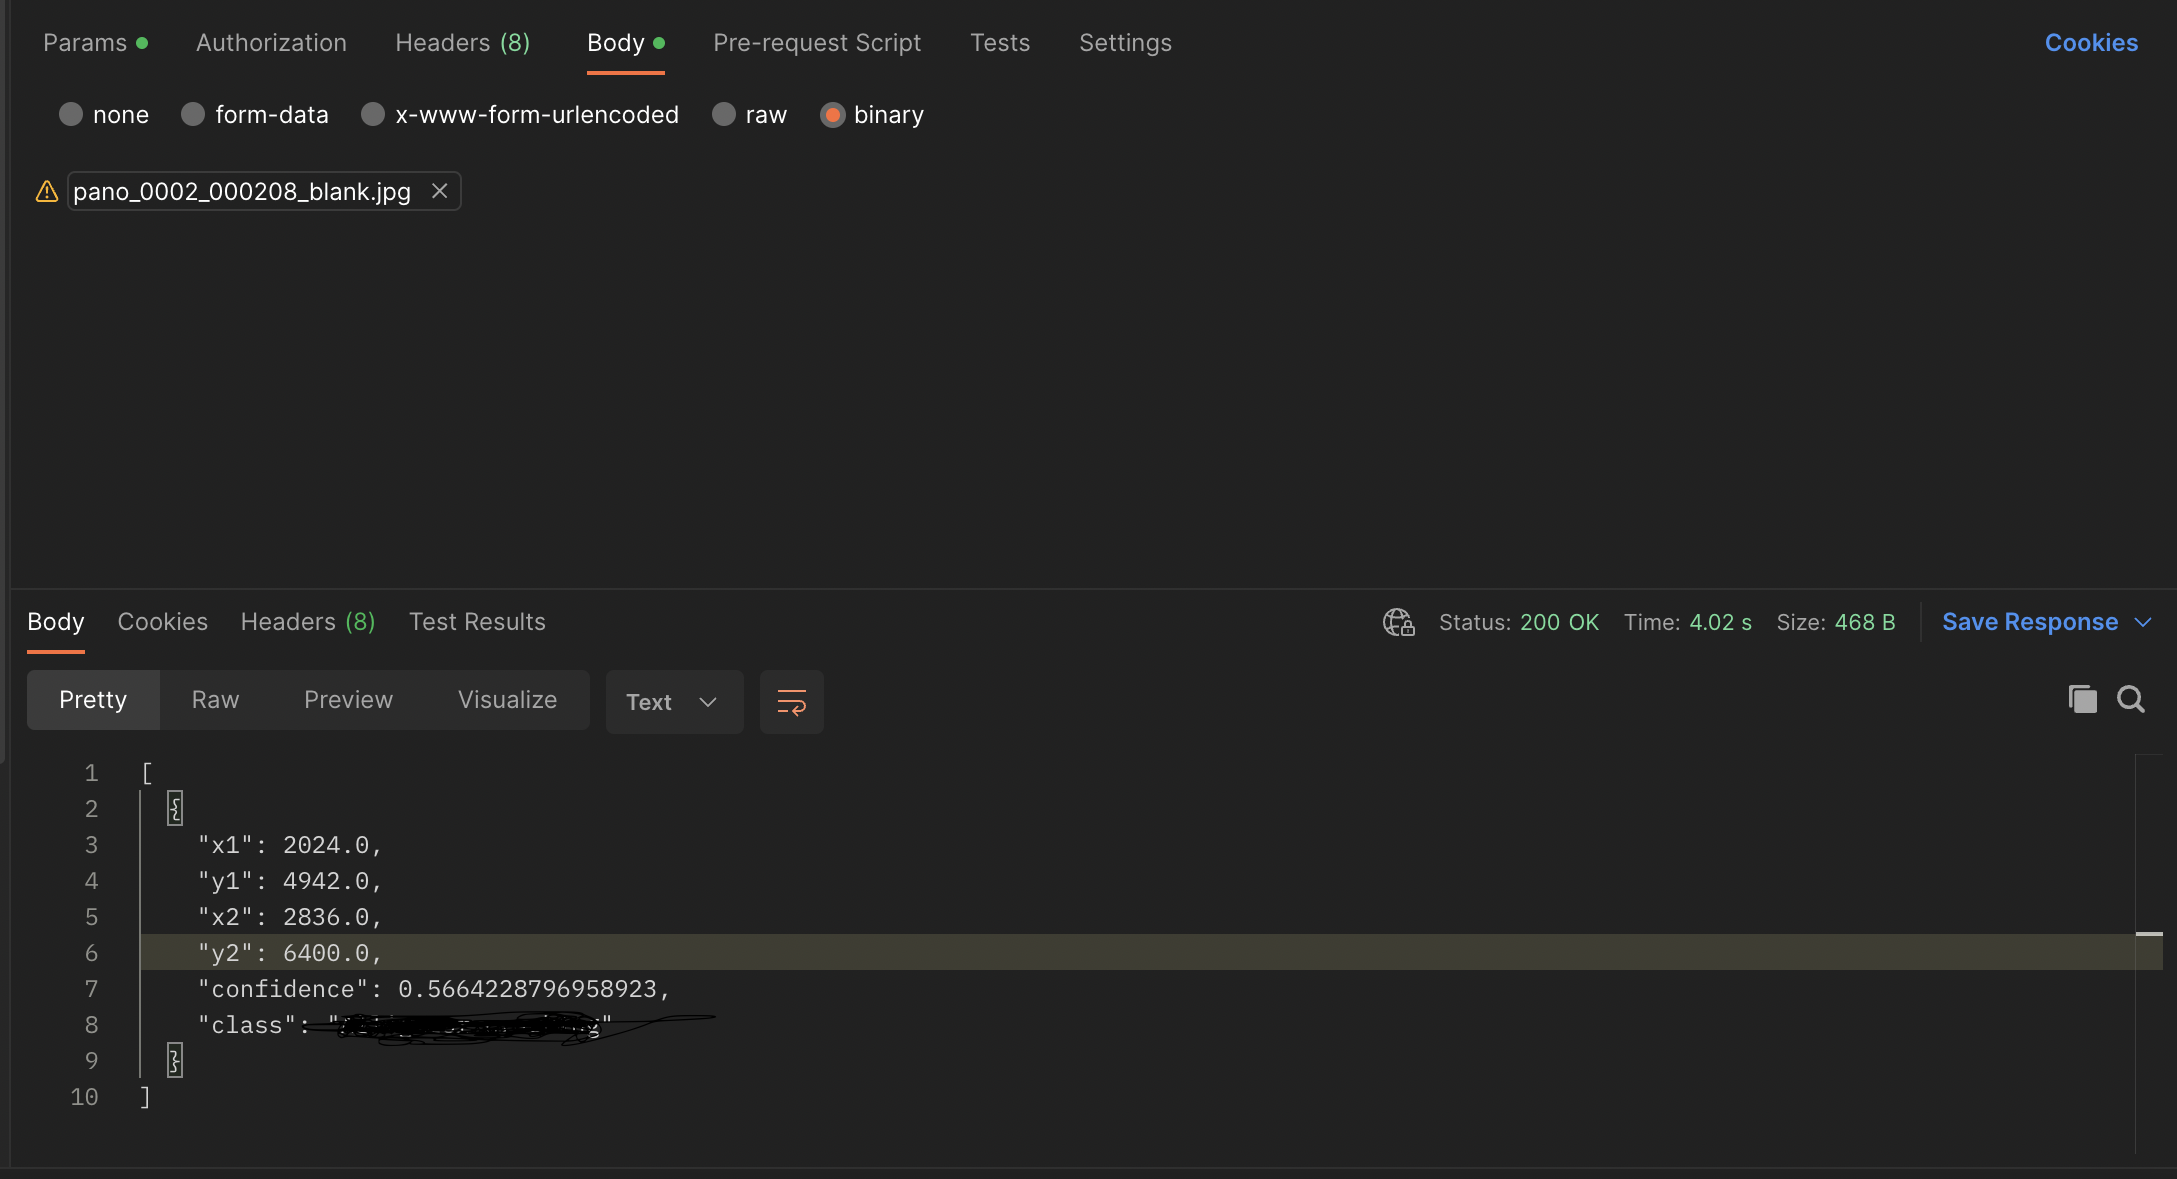 Params Authorization Headers (8) Body Pre-request Script Tests Settings Cookies
none form-data x-www-form-urlencoded raw binary
pano_0002_000208_blank.jpg
Body Cookies Headers (8) Test Results Status: 200 OK Time: 4.02 s Size: 468 B Save Response
Pretty Raw Preview Visualize Text
1 [
2 {
3 "x1": 2024.0,
4 "y1": 4942.0,
5 "x2": 2836.0,
6 "y2": 6400.0,
7 "confidence": 0.5664228796958923,
8 "class":
9 }
10 ]